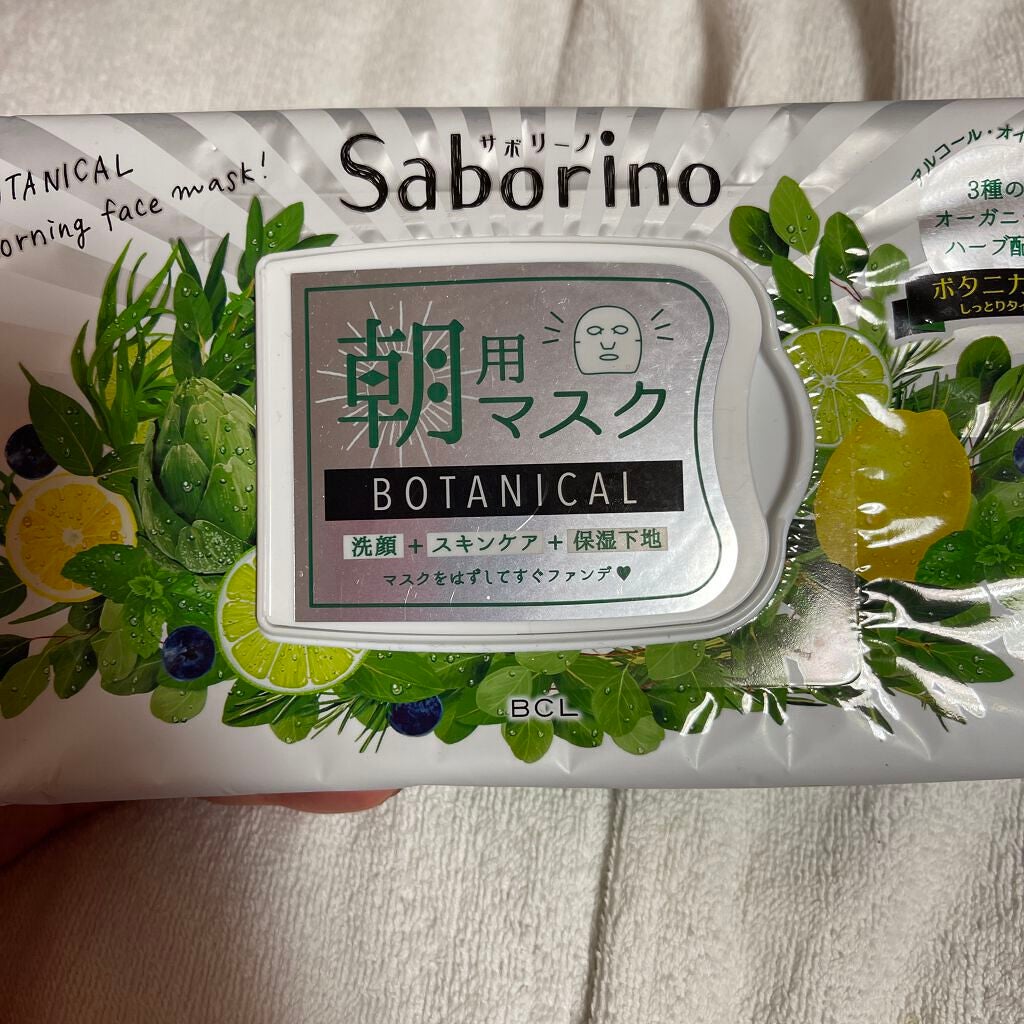 サボリーノ
Saborino
TANICAL
orning face mask!
アルコール・オイ
3種の
オーガニ
ハーブ配
ボタニカ
しっとりタイ
朝用
マスク
BOTANICAL
洗顔+スキンケア+保湿下地
マスクをはずしてすぐファンデ♥
BCL